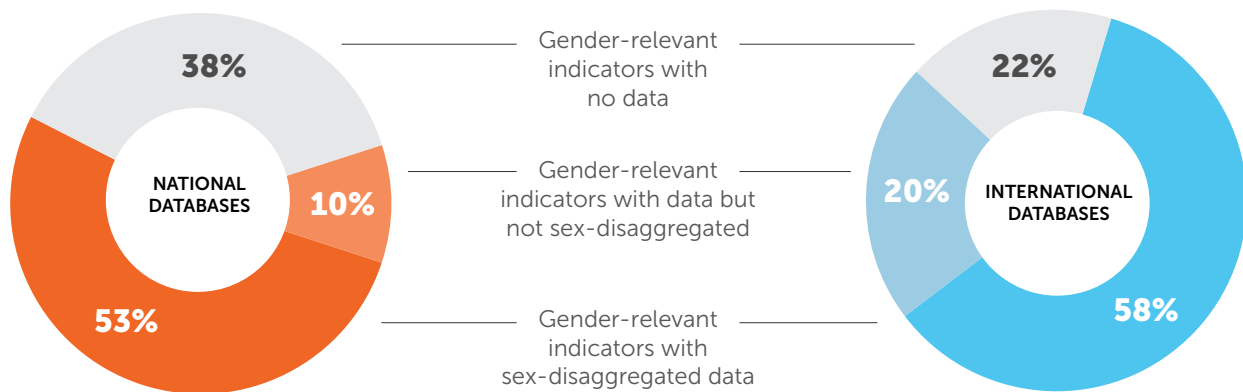 38%
10%
53%
NATIONAL
DATABASES
Gender-relevant
indicators with
no data
Gender-relevant
indicators with data but
not sex-disaggregated
Gender-relevant
indicators with
sex-disaggregated data
22%
20%
58%
INTERNATIONAL
DATABASES